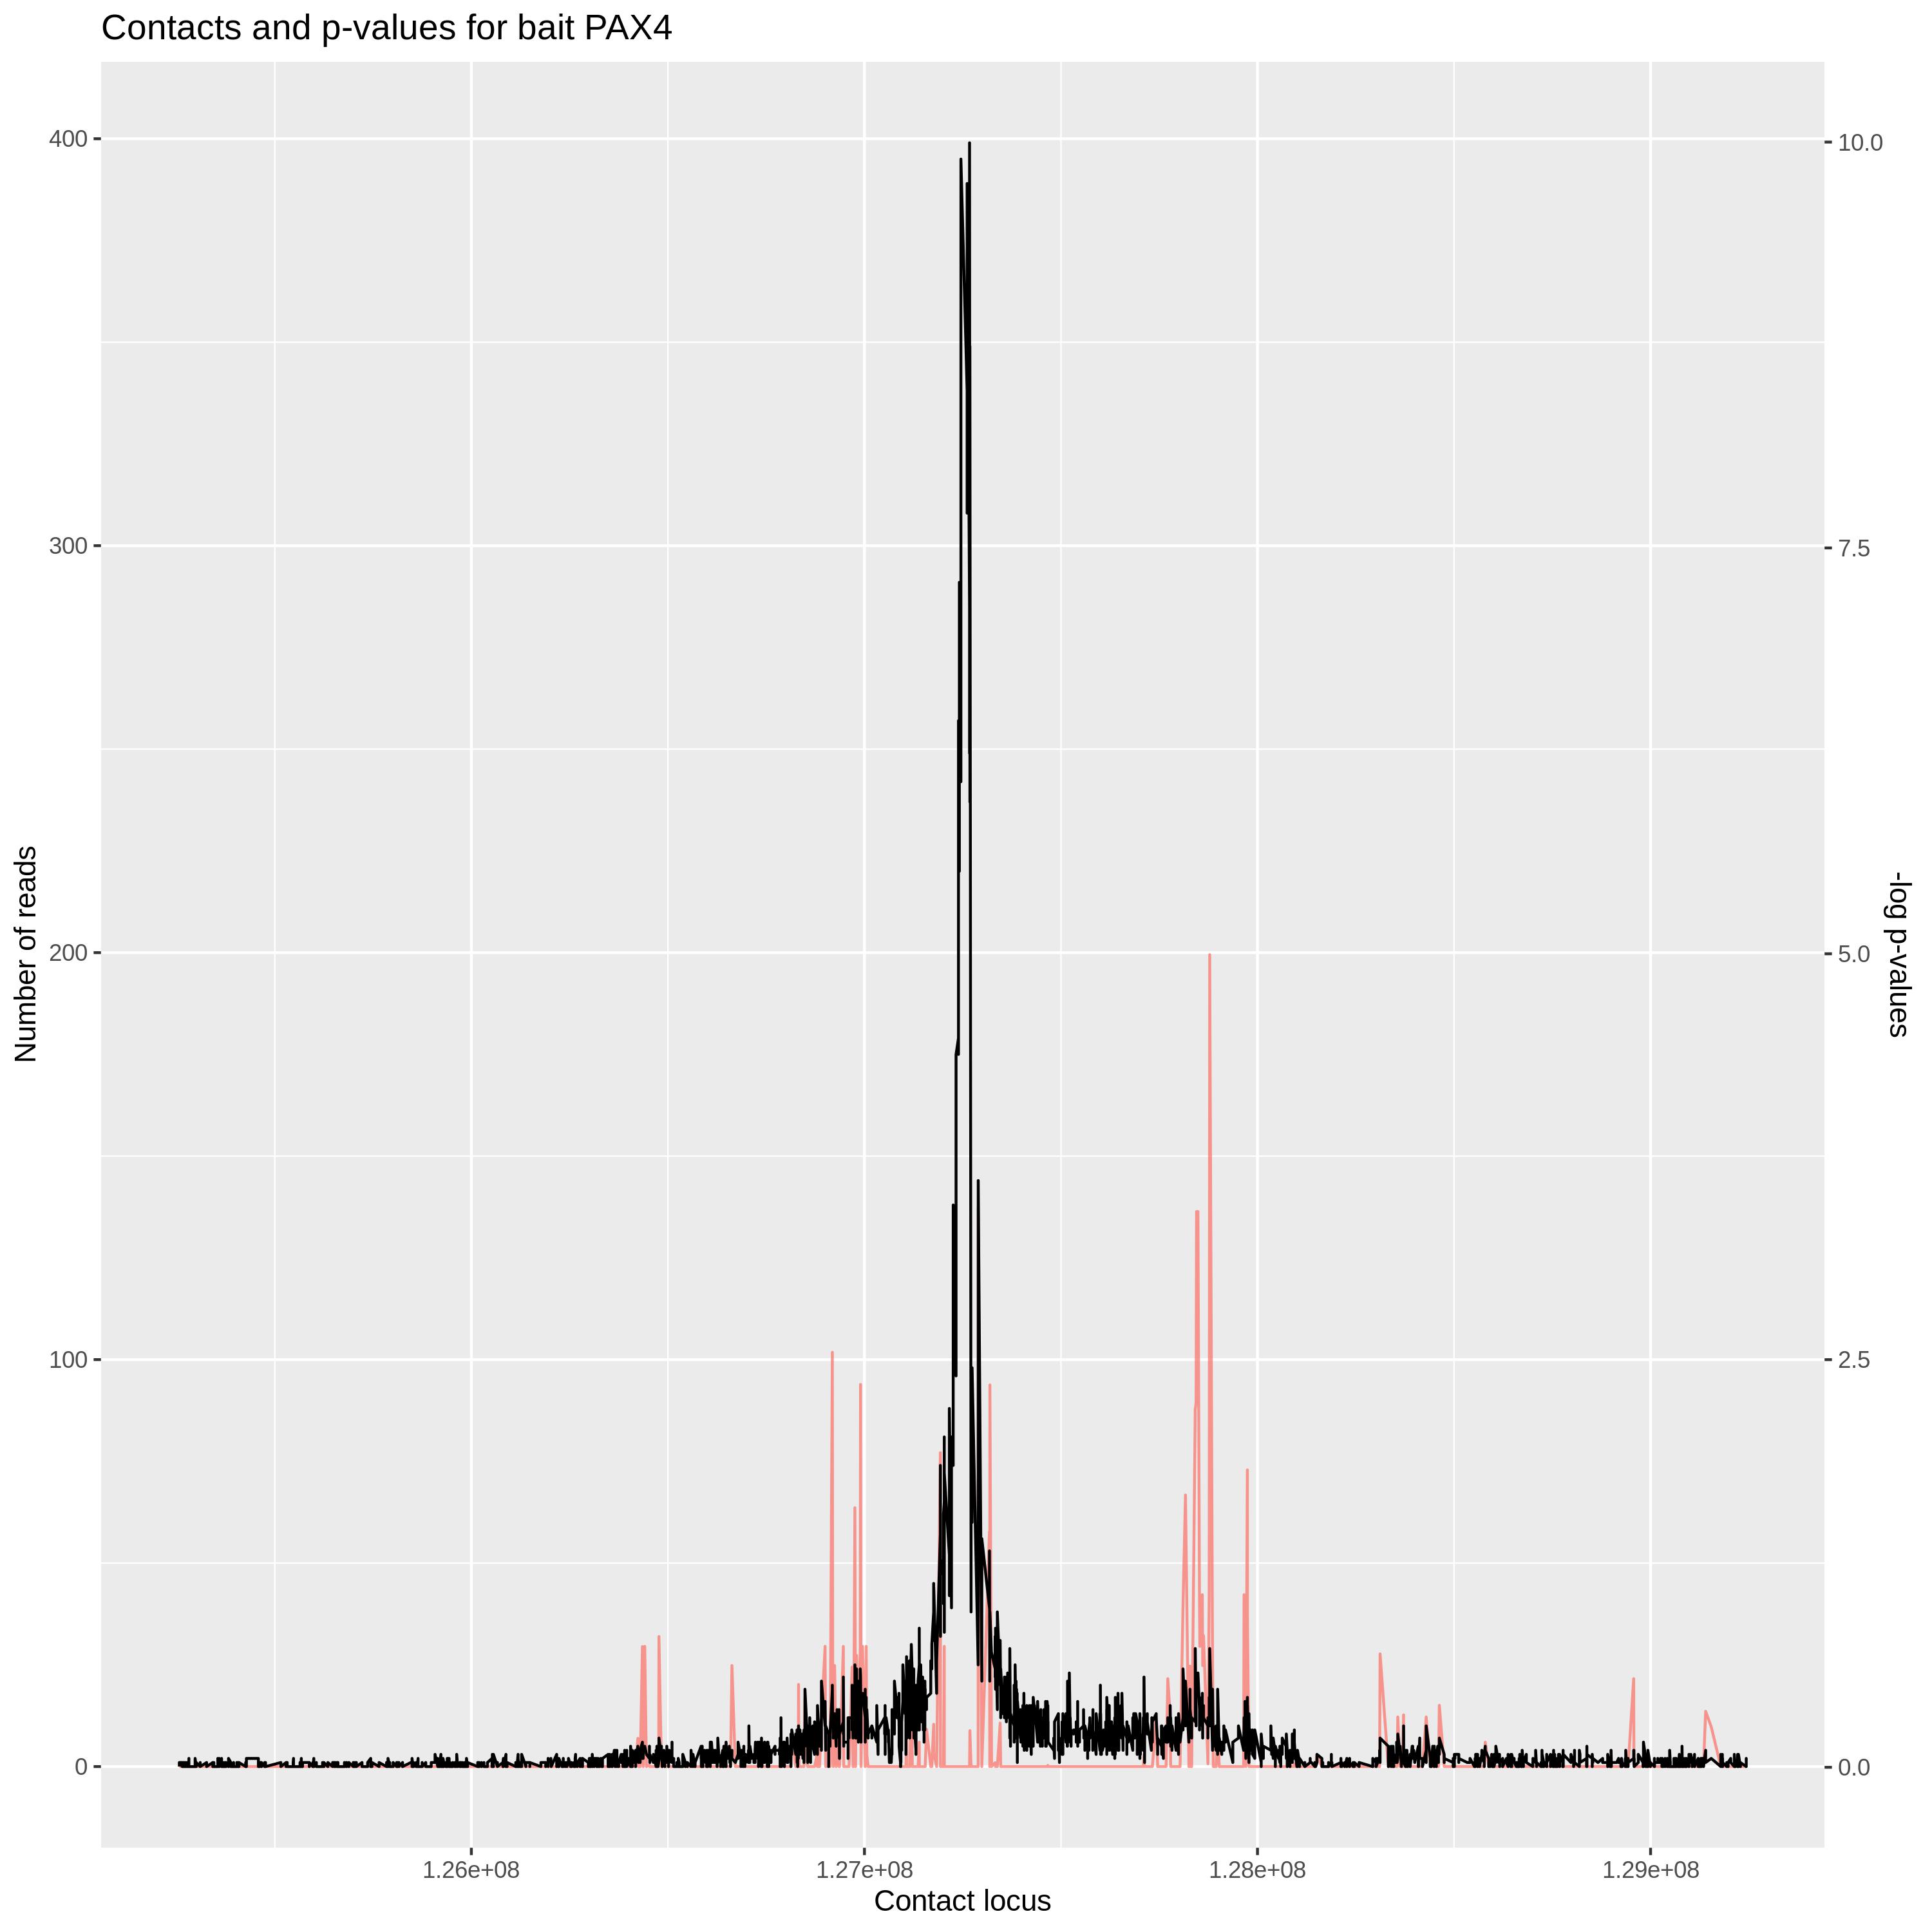 Contacts and p-values for bait PAX4
400
300
200
100
0
10.0
7.5
5.0
2.5
0.0
Number of reads
-log p-values
1.26e+08
1.27e+08
1.28e+08
1.29e+08
Contact locus